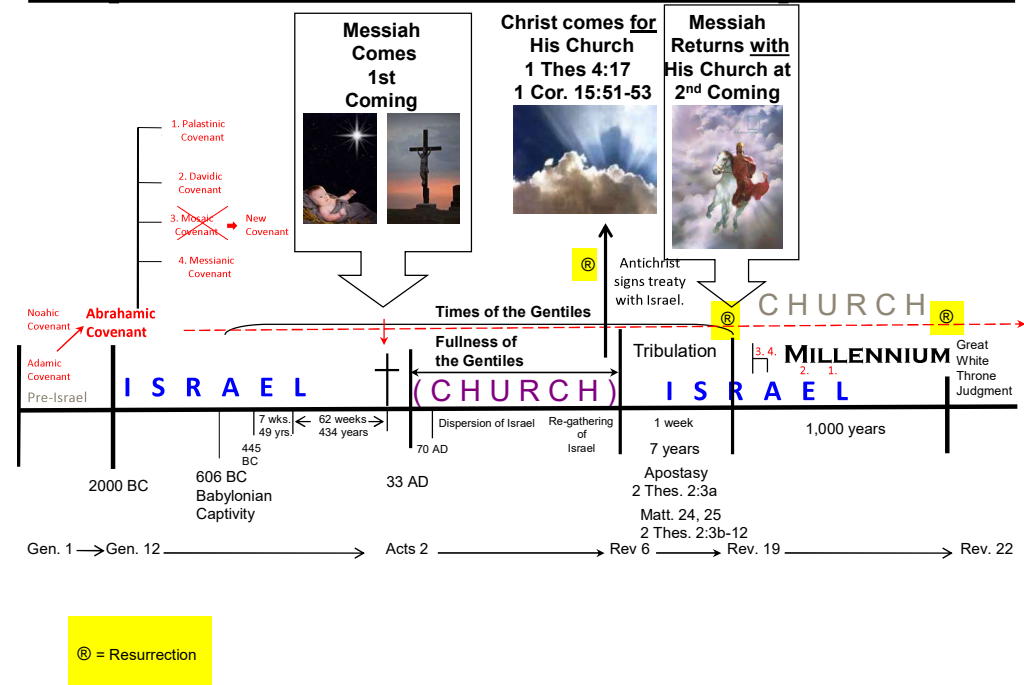 Messiah
Comes
1st
Coming
Christ comes for
His Church
1 Thes 4:17
1 Cor. 15:51-53
Messiah
Returns with
His Church at
2nd Coming
1. Palastinic
Covenant
2. Davidic
Covenant
3. Mosaic
Covenant
New
Covenant
4. Messianic
Covenant
Noahic
Covenant
Abrahamic
Covenant
Adamic
Covenant
Pre-Israel
®
Antichrist
signs treaty
with Israel.
®
CHURCH
®
Times of the Gentiles
Fullness of
the Gentiles
Tribulation
3. 4.
MILLENNIUM
2. 1.
Great
White
Throne
Judgment
ISRAEL
(CHURCH)
ISRAEL
7 wks.
49 yrs.
62 weeks
434 years
Dispersion of Israel
Re-gathering
of
Israel
1 week
7 years
1,000 years
445
BC
70 AD
2000 BC
606 BC
Babylonian
Captivity
33 AD
Apostasy
2 Thes. 2:3a
Matt. 24, 25
2 Thes. 2:3b-12
Gen. 1
Gen. 12
Acts 2
Rev 6
Rev. 19
Rev. 22
® = Resurrection